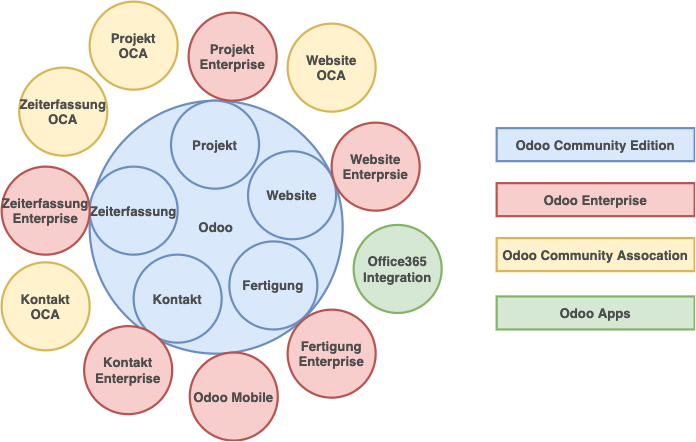 Projekt
OCA
Projekt
Enterprise
Website
OCA
Zeiterfassung
OCA
Projekt
Website
Enterprsie
Zeiterfassung
Enterprise
Zeiterfassung
Website
Odoo
Office365
Integration
Kontakt
OCA
Kontakt
Fertigung
Kontakt
Enterprise
Odoo Mobile
Fertigung
Enterprise
Odoo Community Edition
Odoo Enterprise
Odoo Community Assocation
Odoo Apps